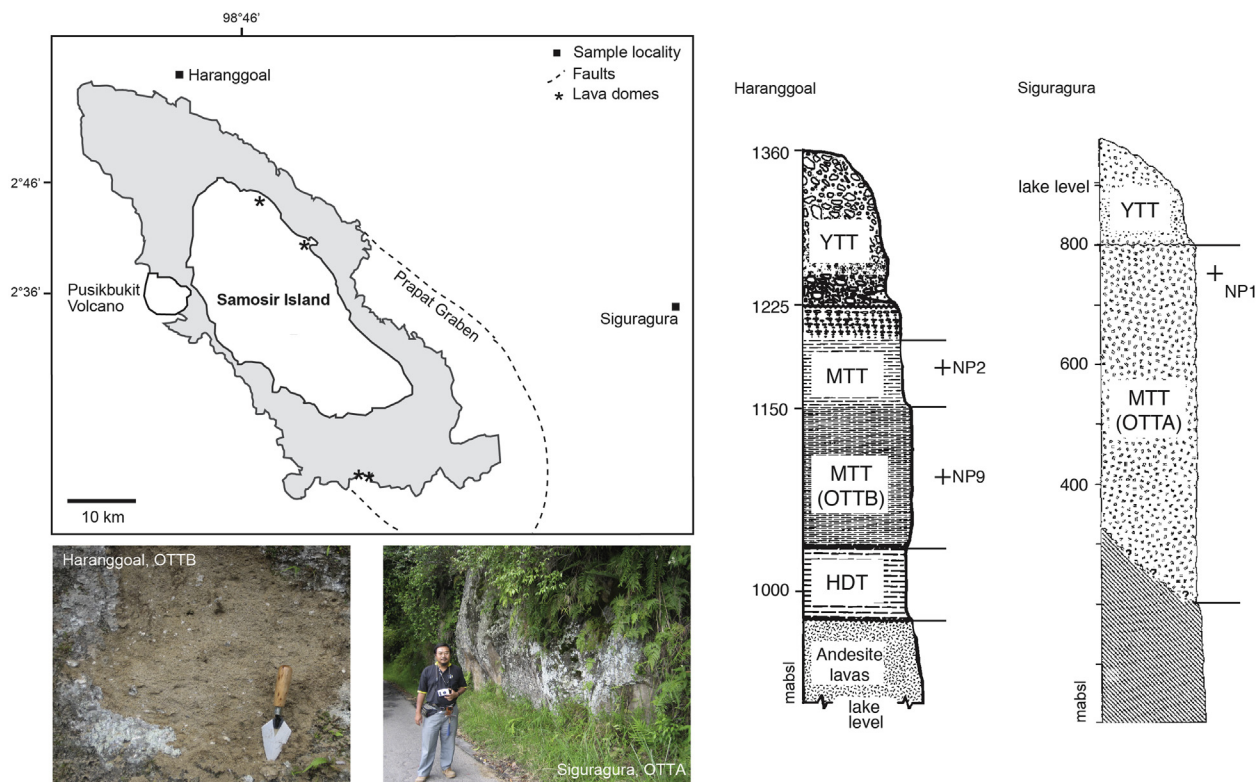 98°46'
Sample locality
Faults
Lava domes
Haranggoal
2°46'
2°36'
Pusikbukit
Volcano
Samosir Island
Prapat Graben
Siguragura
10 km
Haranggoal, OTTB
Siguragura, OTTA
Haranggoal
1360
YTT
1225
MTT
NP2
1150
MTT
(OTTB)
NP9
HDT
1000
Andesite
lavas
mabsl
lake
level
Siguragura
lake level
YTT
800
NP1
600
MTT
(OTTA)
400
mabsl